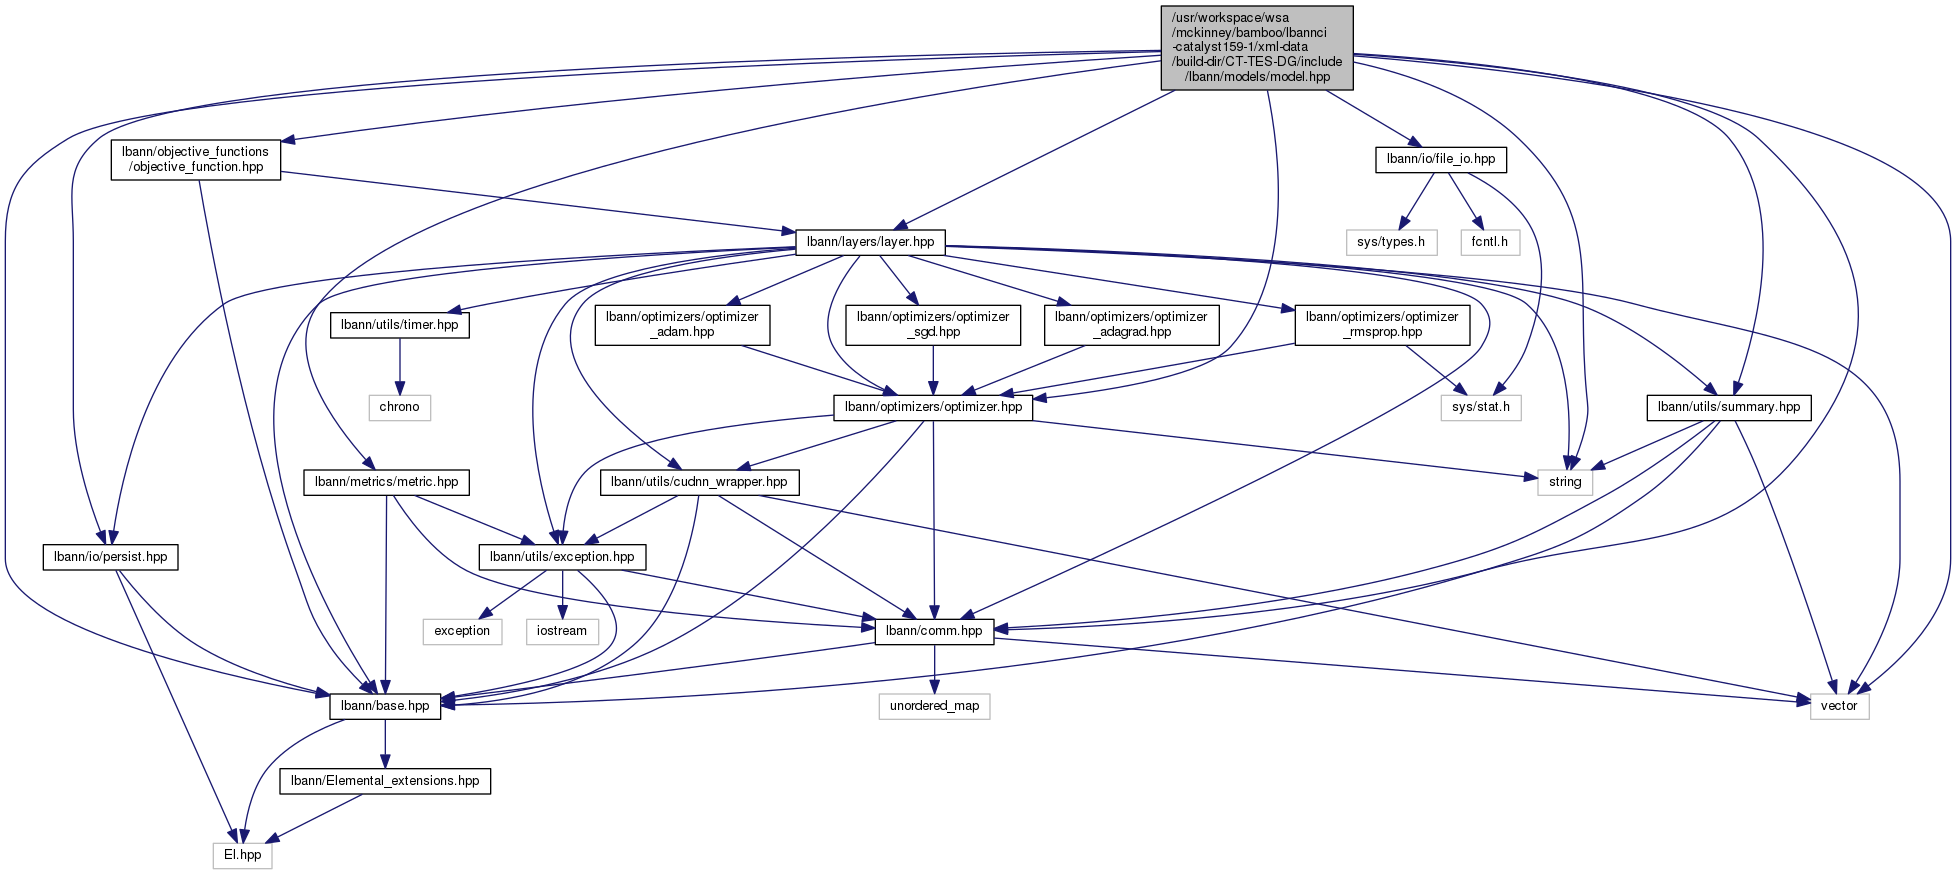 /usr/workspace/wsa
/mckinney/bamboo/lbannci
-catalyst159-1/xml-data
/build-dir/CT-TES-DG/include
/lbann/models/model.hpp
lbann/objective_functions
/objective_function.hpp
lbann/io/file_io.hpp
lbann/layers/layer.hpp
sys/types.h
fcntl.h
lbann/utils/timer.hpp
lbann/optimizers/optimizer
_adam.hpp
lbann/optimizers/optimizer
_sgd.hpp
lbann/optimizers/optimizer
_adagrad.hpp
lbann/optimizers/optimizer
_rmsprop.hpp
chrono
lbann/optimizers/optimizer.hpp
sys/stat.h
lbann/utils/summary.hpp
lbann/metrics/metric.hpp
lbann/utils/cudnn_wrapper.hpp
string
lbann/io/persist.hpp
lbann/utils/exception.hpp
exception
iostream
lbann/comm.hpp
lbann/base.hpp
unordered_map
vector
lbann/Elemental_extensions.hpp
El.hpp